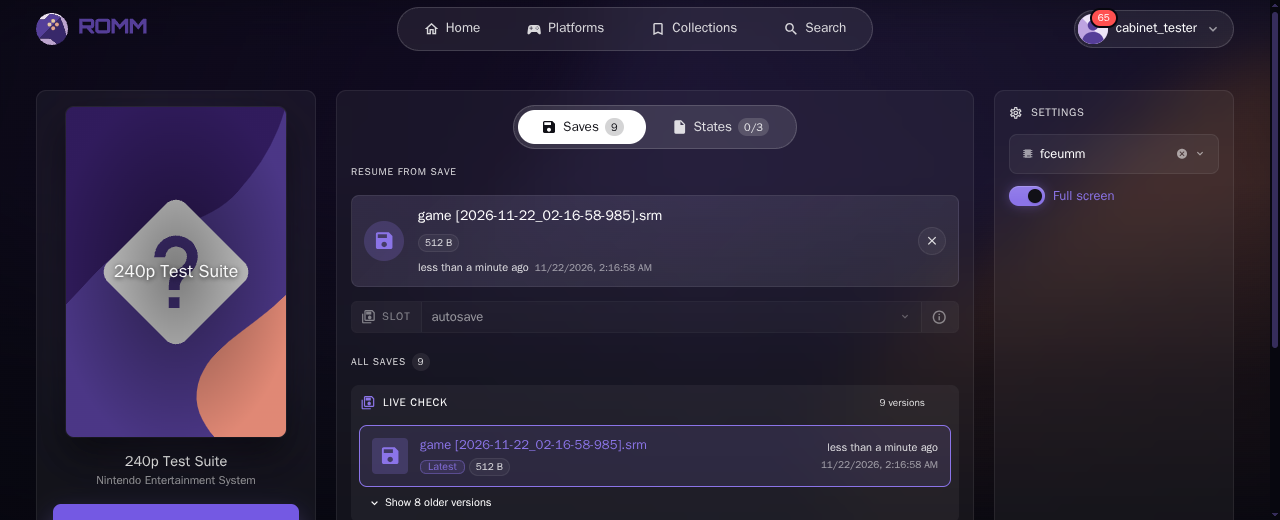 ROMM
Home
Platforms
Collections
Search
65
cabinet_tester
?
240p Test Suite
240p Test Suite
Nintendo Entertainment System
Saves 9
States 0/3
RESUME FROM SAVE
game [2026-11-22_02-16-58-985].srm
512 B
less than a minute ago 11/22/2026, 2:16:58 AM
SLOT autosave
ALL SAVES 9
LIVE CHECK
9 versions
game [2026-11-22_02-16-58-985].srm
Latest 512 B
less than a minute ago
11/22/2026, 2:16:58 AM
Show 8 older versions
SETTINGS
fceumm
Full screen